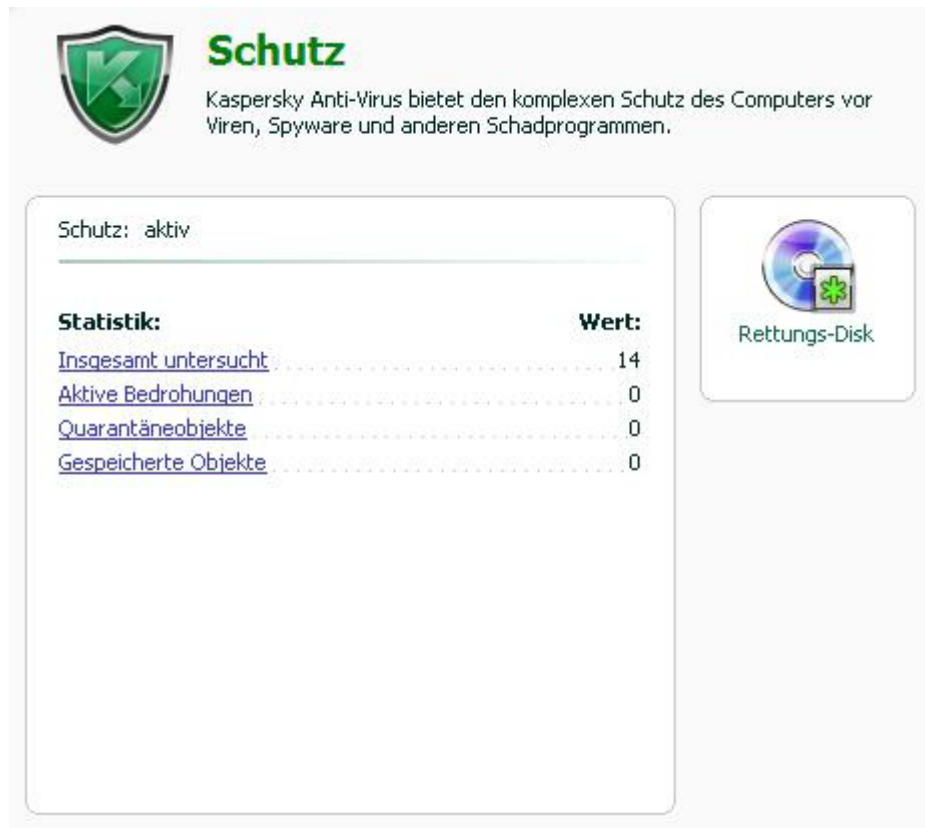 Schutz
Kaspersky Anti-Virus bietet den komplexen Schutz des Computers vor
Viren, Spyware und anderen Schadprogrammen.
Schutz: aktiv
Statistik: Wert:
Insgesamt untersucht 14
Aktive Bedrohungen 0
Quarantäneobjekte 0
Gespeicherte Objekte 0
Rettungs-Disk